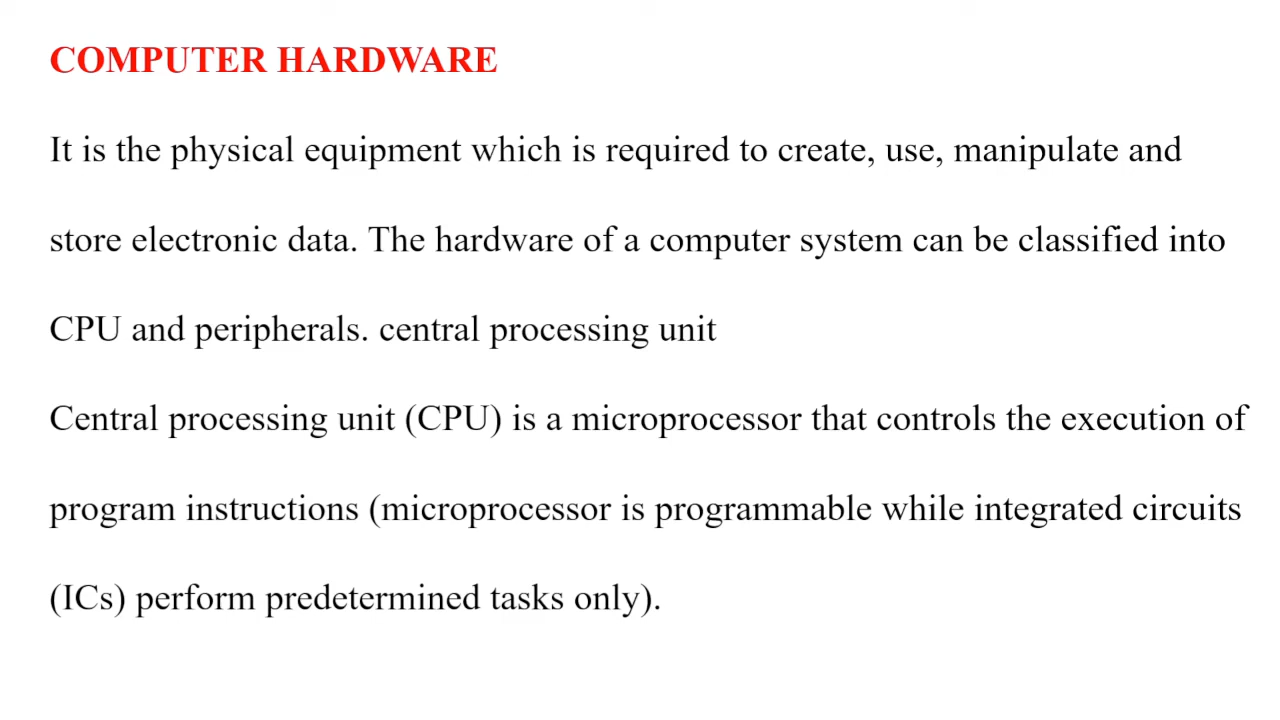 COMPUTER HARDWARE
It is the physical equipment which is required to create, use, manipulate and
store electronic data. The hardware of a computer system can be classified into
CPU and peripherals. central processing unit
Central processing unit (CPU) is a microprocessor that controls the execution of
program instructions (microprocessor is programmable while integrated circuits
(ICs) perform predetermined tasks only).